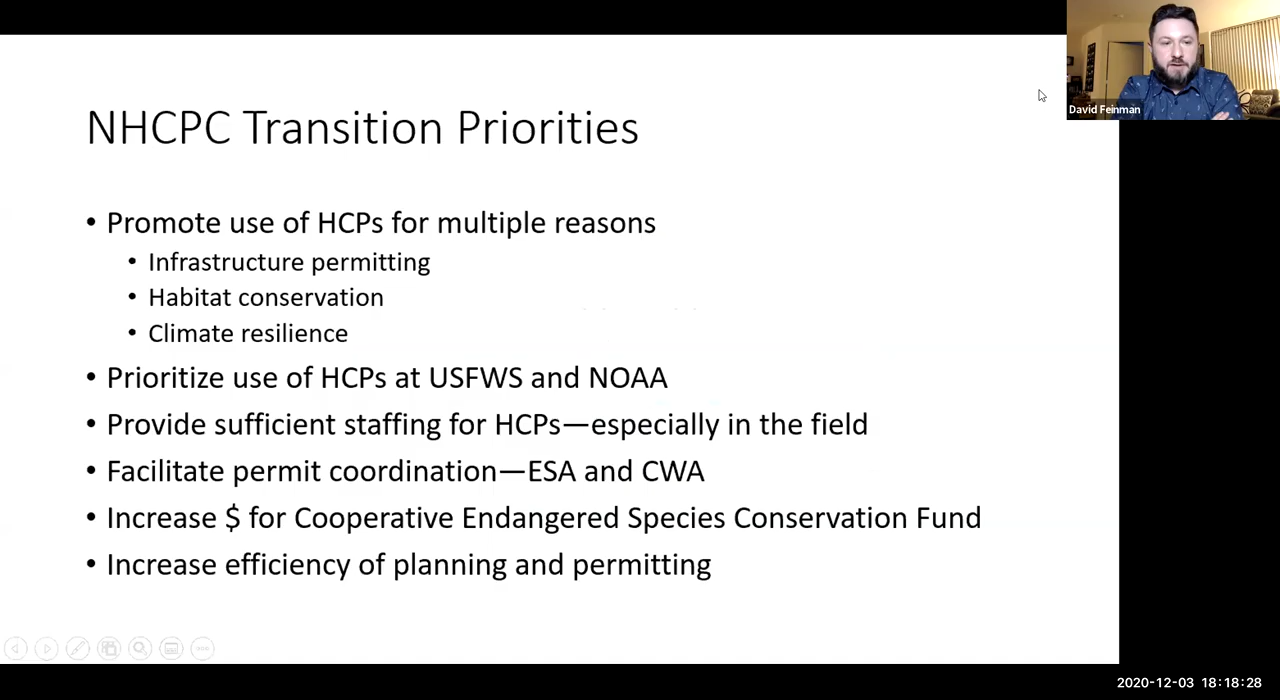 NHCPC Transition Priorities
• Promote use of HCPs for multiple reasons
• Infrastructure permitting
• Habitat conservation
• Climate resilience
• Prioritize use of HCPs at USFWS and NOAA
• Provide sufficient staffing for HCPs—especially in the field
• Facilitate permit coordination—ESA and CWA
• Increase $ for Cooperative Endangered Species Conservation Fund
• Increase efficiency of planning and permitting
David Feinman
2020-12-03 18:18:28